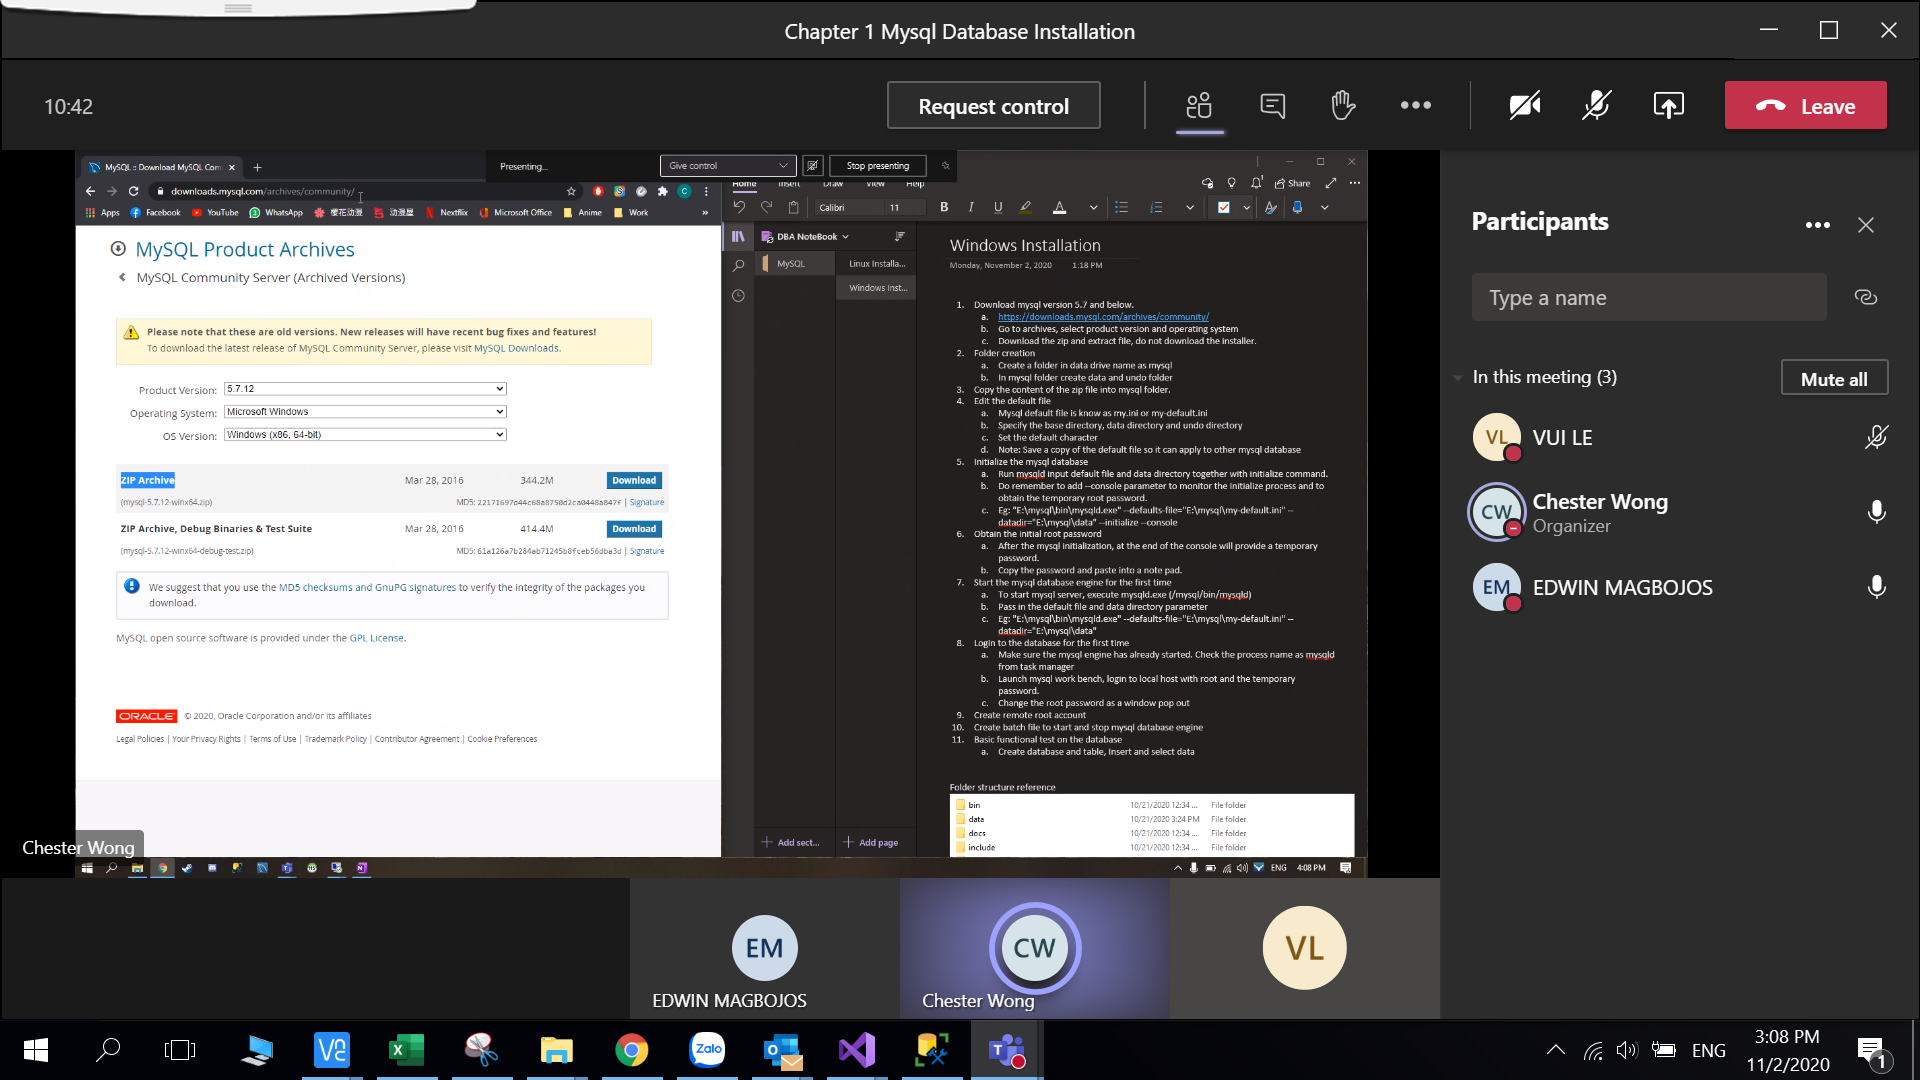 Chapter 1 Mysql Database Installation
10:42
Request control
Leave
MySQL :: Download MySQL Com
Presenting...
Give control
Stop presenting
downloads.mysql.com/archives/community/
Apps
Facebook
YouTube
WhatsApp
樱花动漫
动漫屋
Nextflix
Microsoft Office
Anime
Work
»
MySQL Product Archives
MySQL Community Server (Archived Versions)
Please note that these are old versions. New releases will have recent bug fixes and features!
To download the latest release of MySQL Community Server, please visit MySQL Downloads.
Product Version: 5.7.12
Operating System: Microsoft Windows
OS Version: Windows (x86, 64-bit)
ZIP Archive Mar 28, 2016 344.2M Download
(mysql-5.7.12-winx64.zip) MD5: 22171697d44c68a8750d2ca0448a847f | Signature
ZIP Archive, Debug Binaries & Test Suite Mar 28, 2016 414.4M Download
(mysql-5.7.12-winx64-debug-test.zip) MD5: 61a126a7b284ab71245b8fceb56dba3d | Signature
We suggest that you use the MD5 checksums and GnuPG signatures to verify the integrity of the packages you
download.
MySQL open source software is provided under the GPL License.
ORACLE © 2020, Oracle Corporation and/or its affiliates
Legal Policies | Your Privacy Rights | Terms of Use | Trademark Policy | Contributor Agreement | Cookie Preferences
Home Insert Draw View Help
Share
Calibri 11
B I U A
DBA NoteBook
MySQL
Linux Installa...
Windows Inst...
Add sect...
Add page
Windows Installation
Monday, November 2, 2020 1:18 PM
1. Download mysql version 5.7 and below.
a. https://downloads.mysql.com/archives/community/
b. Go to archives, select product version and operating system
c. Download the zip and extract file, do not download the installer.
2. Folder creation
a. Create a folder in data drive name as mysql
b. In mysql folder create data and undo folder
3. Copy the content of the zip file into mysql folder.
4. Edit the default file
a. Mysql default file is know as my.ini or my-default.ini
b. Specify the base directory, data directory and undo directory
c. Set the default character
d. Note: Save a copy of the default file so it can apply to other mysql database
5. Initialize the mysql database
a. Run mysqld input default file and data directory together with initialize command.
b. Do remember to add --console parameter to monitor the initialize process and to
obtain the temporary root password.
c. Eg: "E:\mysql\bin\mysqld.exe" --defaults-file="E:\mysql\my-default.ini" --
datadir="E:\mysql\data" --initialize --console
6. Obtain the initial root password
a. After the mysql initialization, at the end of the console will provide a temporary
password.
b. Copy the password and paste into a note pad.
7. Start the mysql database engine for the first time
a. To start mysql server, execute mysqld.exe (/mysql/bin/mysqld)
b. Pass in the default file and data directory parameter
c. Eg: "E:\mysql\bin\mysqld.exe" --defaults-file="E:\mysql\my-default.ini" --
datadir="E:\mysql\data"
8. Login to the database for the first time
a. Make sure the mysql engine has already started. Check the process name as mysqld
from task manager
b. Launch mysql work bench, login to local host with root and the temporary
password.
c. Change the root password as a window pop out
9. Create remote root account
10. Create batch file to start and stop mysql database engine
11. Basic functional test on the database
a. Create database and table, insert and select data
Folder structure reference
bin 10/21/2020 12:34 ... File folder
data 10/21/2020 3:24 PM File folder
docs 10/21/2020 12:34 ... File folder
include 10/21/2020 12:34 ... File folder
ENG 4:08 PM
Chester Wong
Participants
Type a name
In this meeting (3)
Mute all
VL VUI LE
CW Chester Wong
Organizer
EM EDWIN MAGBOJOS
EM
EDWIN MAGBOJOS
CW
Chester Wong
VL
Zalo
ENG
3:08 PM
11/2/2020
1